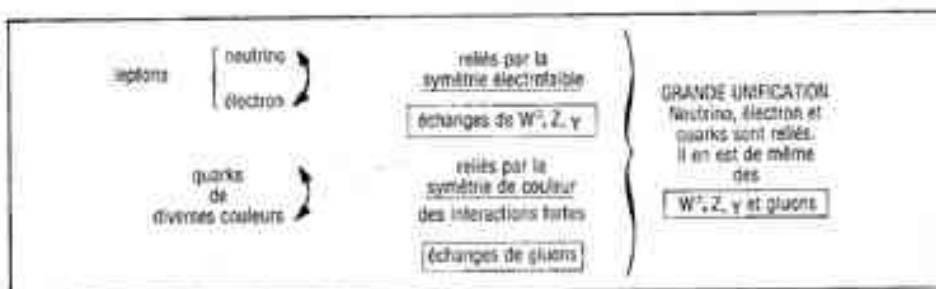 leptons
neutrino
électron
reliés par la
symétrie électrofaible
échanges de W±, Z, γ
quarks
de
diverses couleurs
reliés par la
symétrie de couleur
des interactions fortes
échanges de gluons
GRANDE UNIFICATION
Neutrino, électron et
quarks sont reliés.
Il en est de même
des
W±, Z, γ et gluons